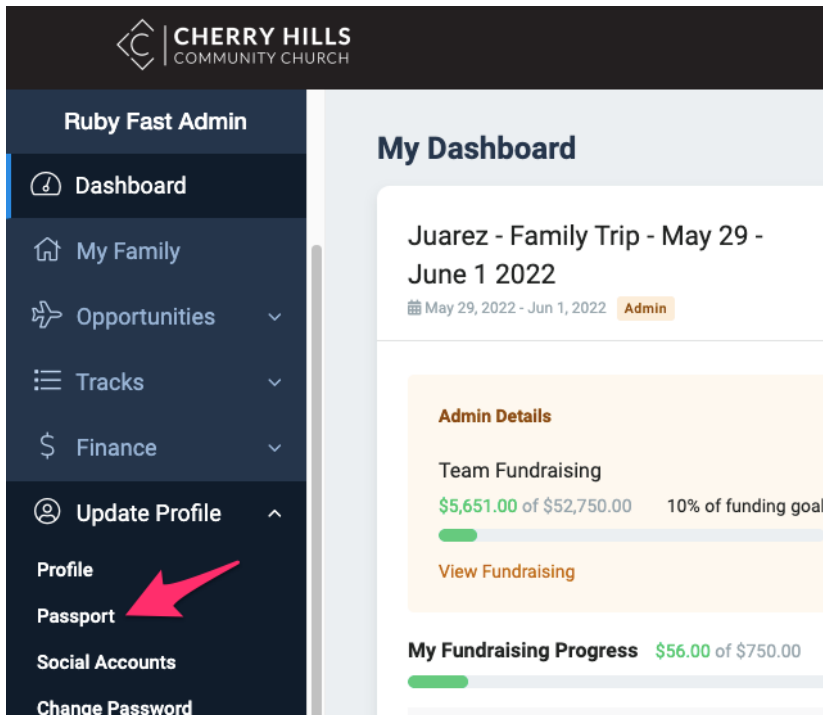 CHERRY HILLS
COMMUNITY CHURCH
Ruby Fast Admin
Dashboard
My Family
Opportunities
Tracks
Finance
Update Profile
Profile
Passport
Social Accounts
Change Password
My Dashboard
Juarez - Family Trip - May 29 -
June 1 2022
May 29, 2022 - Jun 1, 2022 Admin
Admin Details
Team Fundraising
$5,651.00 of $52,750.00 10% of funding goal
View Fundraising
My Fundraising Progress $56.00 of $750.00